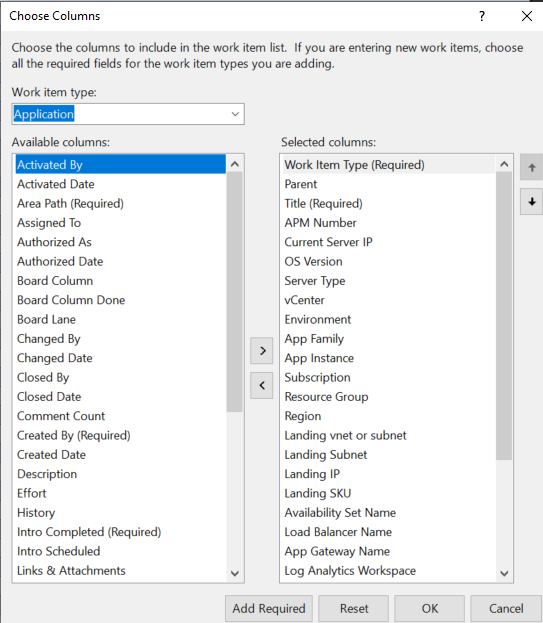 Choose Columns
Choose the columns to include in the work item list.  If you are entering new work items, choose
all the required fields for the work item types you are adding.
Work item type:
Application
Available columns:
Activated By
Activated Date
Area Path (Required)
Assigned To
Authorized As
Authorized Date
Board Column
Board Column Done
Board Lane
Changed By
Changed Date
Closed By
Closed Date
Comment Count
Created By (Required)
Created Date
Description
Effort
History
Intro Completed (Required)
Intro Scheduled
Links & Attachments
Selected columns:
Work Item Type (Required)
Parent
Title (Required)
APM Number
Current Server IP
OS Version
Server Type
vCenter
Environment
App Family
App Instance
Subscription
Resource Group
Region
Landing vnet or subnet
Landing Subnet
Landing IP
Landing SKU
Availability Set Name
Load Balancer Name
App Gateway Name
Log Analytics Workspace
Add Required
Reset
OK
Cancel